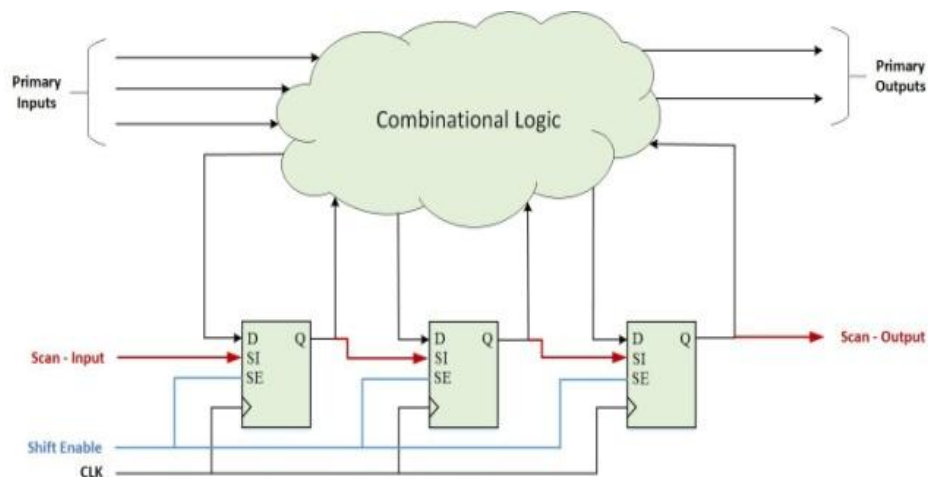 Primary
Inputs
Combinational Logic
Primary
Outputs
D Q
SI
SE
D Q
SI
SE
D Q
SI
SE
Scan - Input
Scan - Output
Shift Enable
CLK